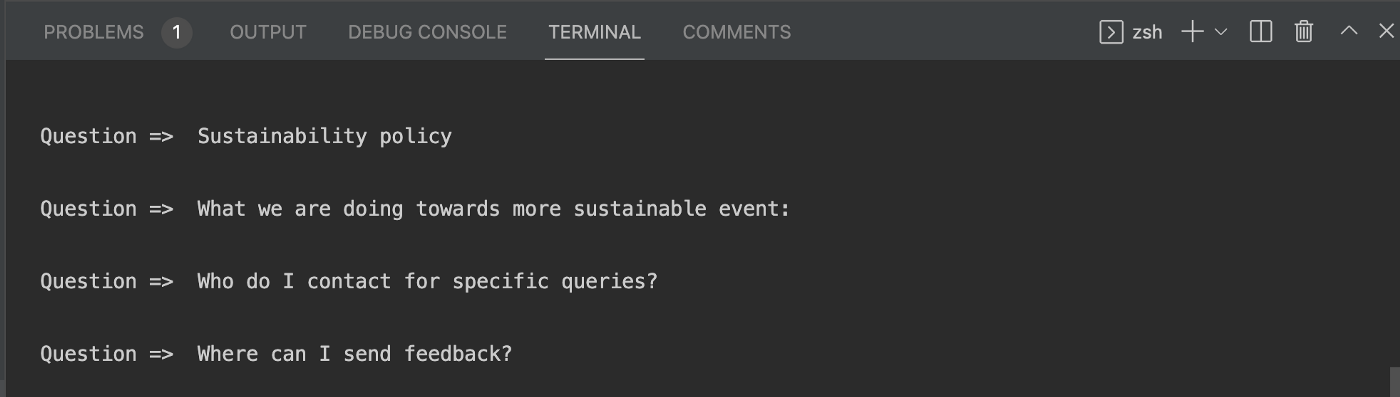 PROBLEMS 1 OUTPUT DEBUG CONSOLE TERMINAL COMMENTS zsh
Question => Sustainability policy
Question => What we are doing towards more sustainable event:
Question => Who do I contact for specific queries?
Question => Where can I send feedback?